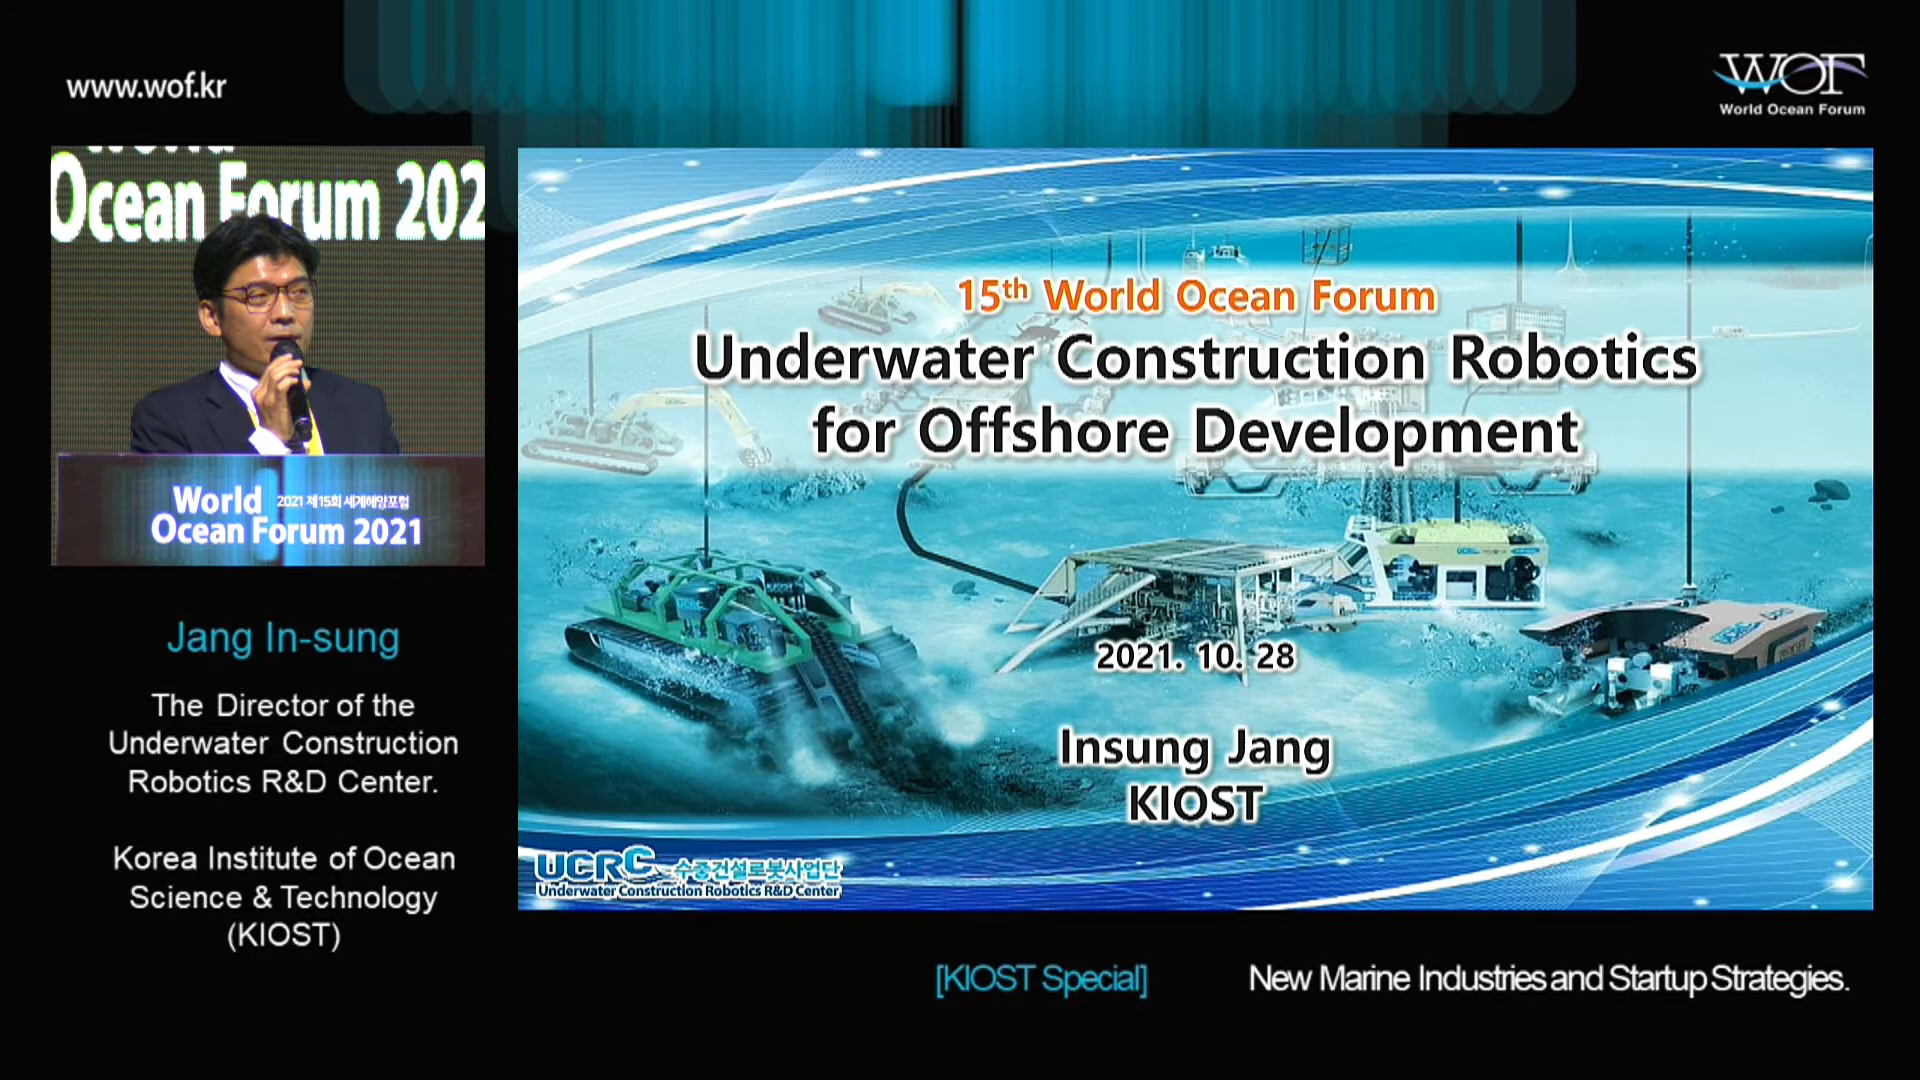 www.wof.kr
WOF
World Ocean Forum
World
Ocean Forum 202
World 2021 제15회 세계해양포럼
Ocean Forum 2021
Jang In-sung
The Director of the
Underwater Construction
Robotics R&D Center.
Korea Institute of Ocean
Science & Technology
(KIOST)
15th World Ocean Forum
Underwater Construction Robotics
for Offshore Development
2021. 10. 28
Insung Jang
KIOST
UCRC 수중건설로봇사업단
Underwater Construction Robotics R&D Center
[KIOST Special] New Marine Industries and Startup Strategies.